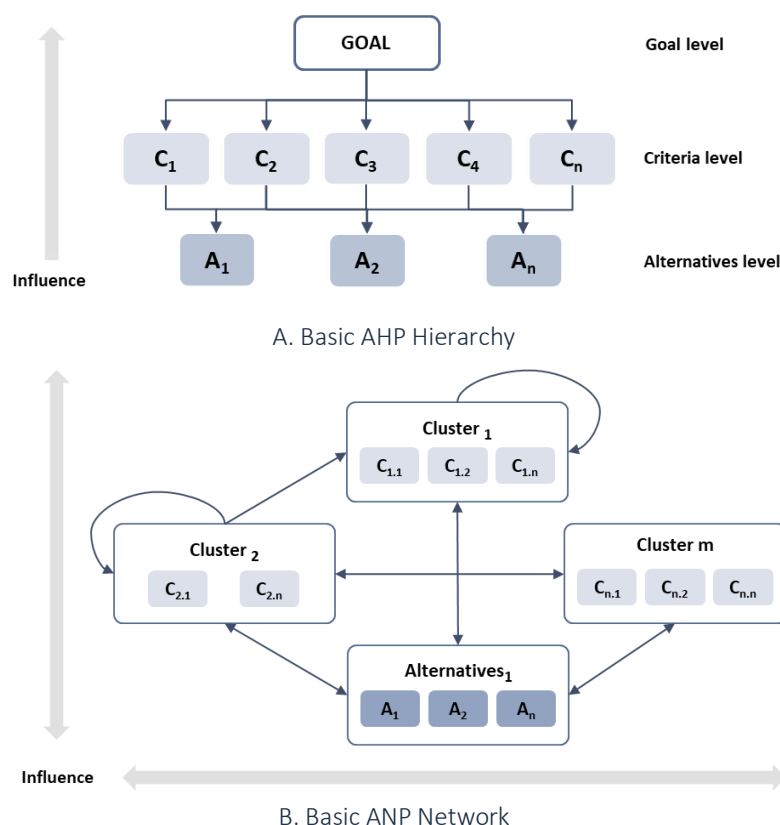 GOAL
Goal level
C1 C2 C3 C4 Cn
Criteria level
A1 A2 An
Alternatives level
Influence
A. Basic AHP Hierarchy
Cluster 1
C1.1 C1.2 C1.n
Cluster 2
C2.1 C2.n
Cluster m
Cn.1 Cn.2 Cn.n
Alternatives1
A1 A2 An
Influence
B. Basic ANP Network